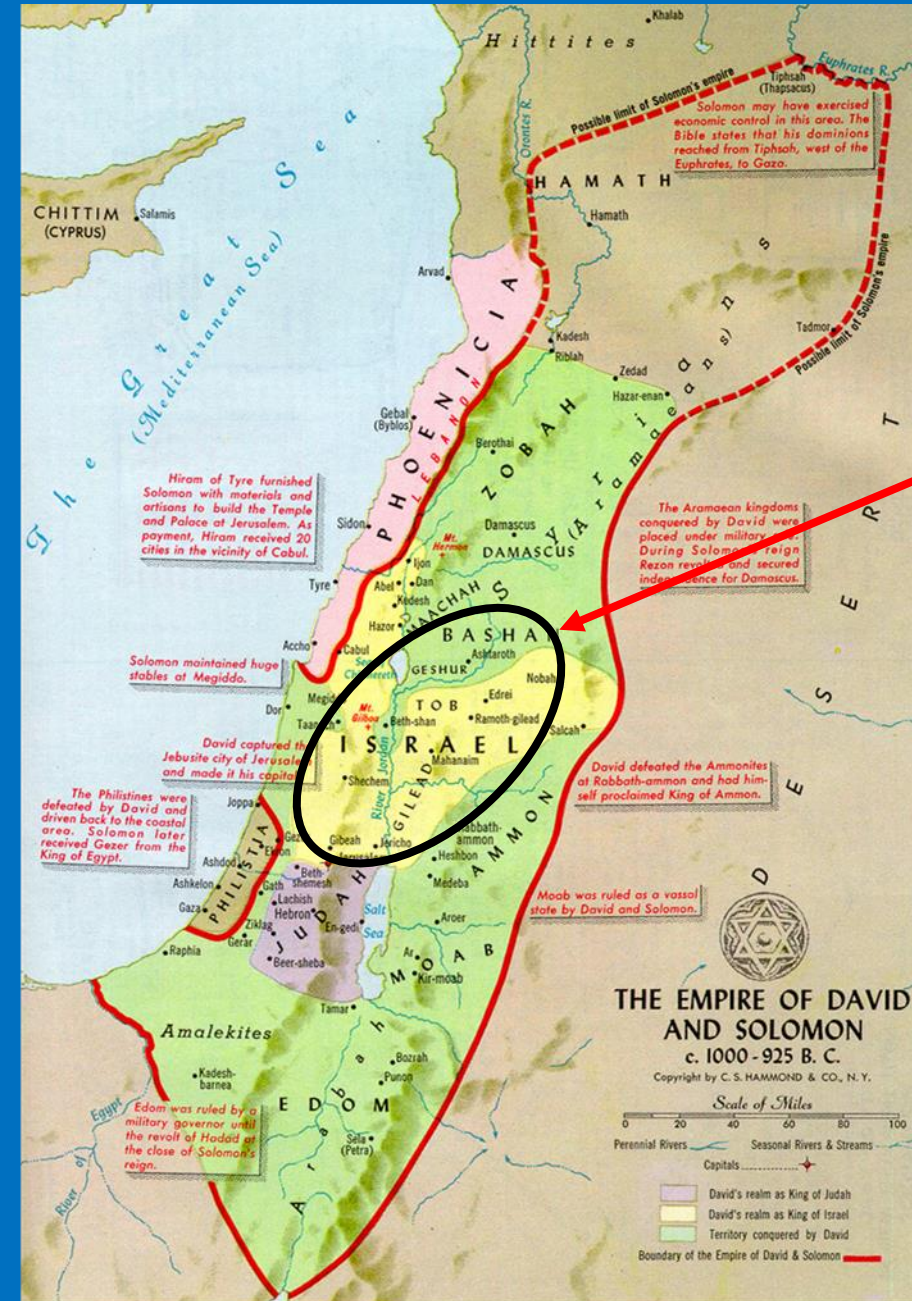 Khalab
Hittites
Euphrates R.
Tiphsah
(Thapsacus)
Possible limit of Solomon's empire
Solomon may have exercised
economic control in this area. The
Bible states that his dominions
reached from Tiphsah, west of the
Euphrates, to Gaza.
Orontes R.
HAMATH
Hamath
CHITTIM
(CYPRUS)
Salamis
The Great Sea
(Mediterranean Sea)
Arvad
Kadesh
Riblah
Tadmor
Possible limit of Solomon's empire
Zedad
Hazar-enan
PHOENICIA
LEBANON
Gebal
(Byblos)
ZOBAH
Berothai
Syrians
(Aramaeans)
DESERT
Hiram of Tyre furnished
Solomon with materials and
artisans to build the Temple
and Palace at Jerusalem. As
payment, Hiram received 20
cities in the vicinity of Cabul.
Sidon
Damascus
DAMASCUS
Mt.
Hermon
The Aramaean kingdoms
conquered by David were
placed under military
During Solomon reign
Rezon revolted and secured
independence for Damascus.
Ijon
Tyre
Abel
Dan
Kedesh
MAACHAH
Hazor
Accho
Cabul
BASHAN
Ashtaroth
GESHUR
Solomon maintained huge
stables at Megiddo.
Nobah
Dor
Mt.
Gilboa
TOB
Edrei
Beth-shan
Ramoth-gilead
Salcah
ISRAEL
David captured the
Jebusite city of Jerusalem
and made it his capital
Mahanaim
Shechem
River Jordan
GILEAD
David defeated the Ammonites
at Rabbath-ammon and had him-
self proclaimed King of Ammon.
The Philistines were
defeated by David and
driven back to the coastal
area. Solomon later
received Gezer from the
King of Egypt.
Joppa
Gibeah
Jericho
Rabbath-
ammon
AMMON
Ekron
Ashdod
Heshbon
PHILISTIA
Beth-
shemesh
Medeba
Ashkelon
Gath
Lachish
Hebron
JUDAH
Gaza
Salt
Sea
En-gedi
Ziklag
Gerar
Aroer
Moab was ruled as a vassal
state by David and Solomon.
Raphia
Beer-sheba
Ar
Kir-moab
MOAB
Tamar
Amalekites
Kadesh-
barnea
Bozrah
Punon
EDOM
Arabah
Sela
(Petra)
River of Egypt
Edom was ruled by a
military governor until
the revolt of Hadad at
the close of Solomon's
reign.
THE EMPIRE OF DAVID
AND SOLOMON
c. 1000-925 B. C.
Copyright by C. S. HAMMOND & CO., N. Y.
Scale of Miles
0 20 40 60 80 100
Perennial Rivers
Seasonal Rivers & Streams
Capitals
David's realm as King of Judah
David's realm as King of Israel
Territory conquered by David
Boundary of the Empire of David & Solomon